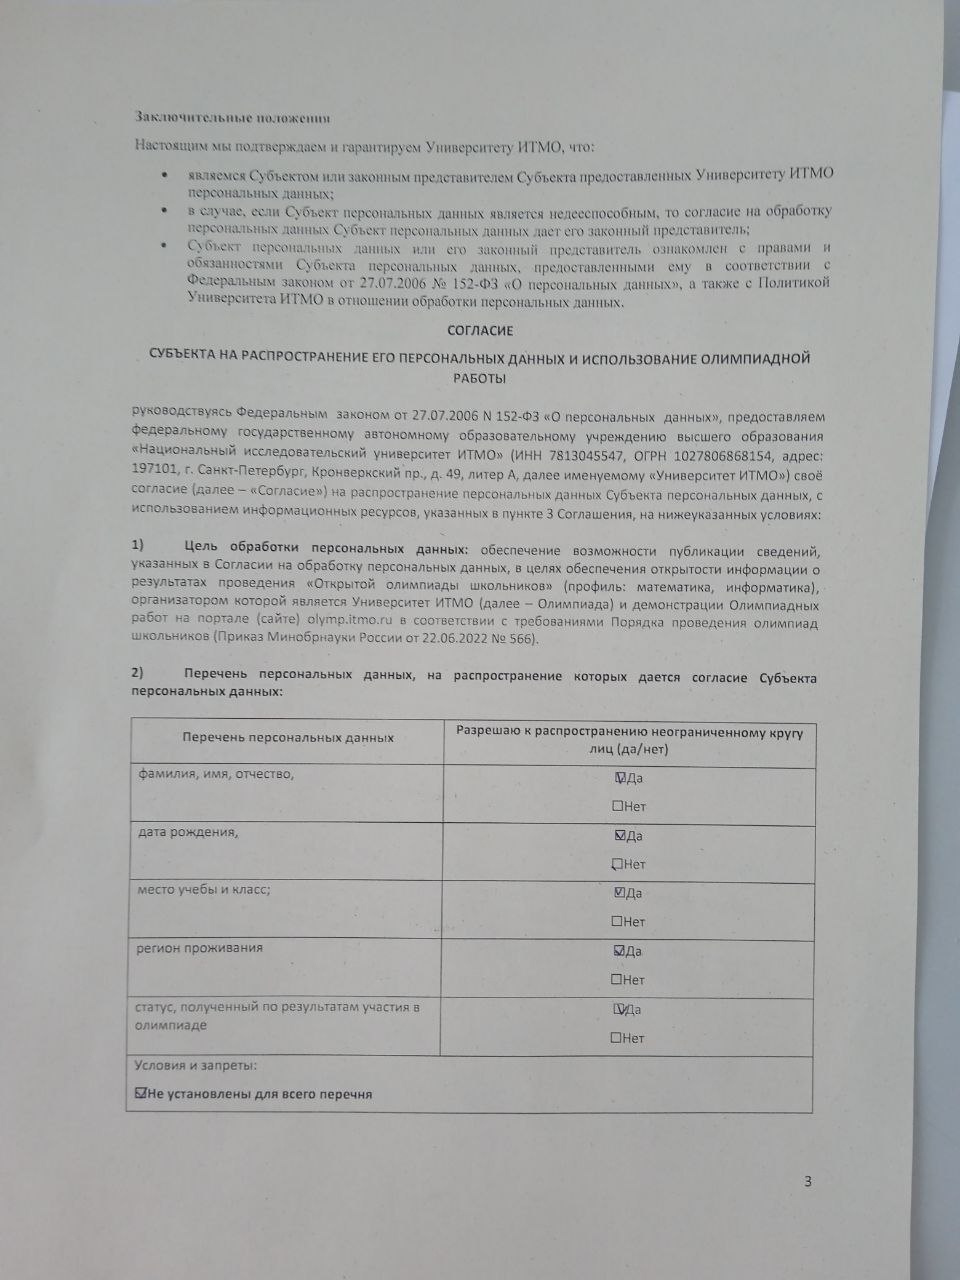 Заключительные положения
Настоящим мы подтверждаем и гарантируем Университету ИТМО, что:
• являемся Субъектом или законным представителем Субъекта предоставленных Университету ИТМО
персональных данных;
• в случае, если Субъект персональных данных является недееспособным, то согласие на обработку
персональных данных Субъект персональных данных дает его законный представитель;
• Субъект персональных данных или его законный представитель ознакомлен с правами и
обязанностями Субъекта персональных данных, предоставленными ему в соответствии с
Федеральным законом от 27.07.2006 № 152-ФЗ «О персональных данных», а также с Политикой
Университета ИТМО в отношении обработки персональных данных.
СОГЛАСИЕ
СУБЪЕКТА НА РАСПРОСТРАНЕНИЕ ЕГО ПЕРСОНАЛЬНЫХ ДАННЫХ И ИСПОЛЬЗОВАНИЕ ОЛИМПИАДНОЙ
РАБОТЫ
руководствуясь Федеральным законом от 27.07.2006 N 152-ФЗ «О персональных данных», предоставляем
федеральному государственному автономному образовательному учреждению высшего образования
«Национальный исследовательский университет ИТМО» (ИНН 7813045547, ОГРН 1027806868154, адрес:
197101, г. Санкт-Петербург, Кронверкский пр., д. 49, литер А, далее именуемому «Университет ИТМО») своё
согласие (далее – «Согласие») на распространение персональных данных Субъекта персональных данных, с
использованием информационных ресурсов, указанных в пункте 3 Соглашения, на нижеуказанных условиях:
1) Цель обработки персональных данных: обеспечение возможности публикации сведений,
указанных в Согласии на обработку персональных данных, в целях обеспечения открытости информации о
результатах проведения «Открытой олимпиады школьников» (профиль: математика, информатика),
организатором которой является Университет ИТМО (далее – Олимпиада) и демонстрации Олимпиадных
работ на портале (сайте) olymp.itmo.ru в соответствии с требованиями Порядка проведения олимпиад
школьников (Приказ Минобрнауки России от 22.06.2022 № 566).
2) Перечень персональных данных, на распространение которых дается согласие Субъекта
персональных данных:
Перечень персональных данных
Разрешаю к распространению неограниченному кругу
лиц (да/нет)
фамилия, имя, отчество,
☑Да
☐Нет
дата рождения,
☑Да
☐Нет
место учебы и класс;
☑Да
☐Нет
регион проживания
☑Да
☐Нет
статус, полученный по результатам участия в
олимпиаде
☑Да
☐Нет
Условия и запреты:
☑Не установлены для всего перечня
3